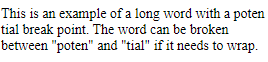 This is an example of a long word with a poten
tial break point. The word can be broken
between "poten" and "tial" if it needs to wrap.